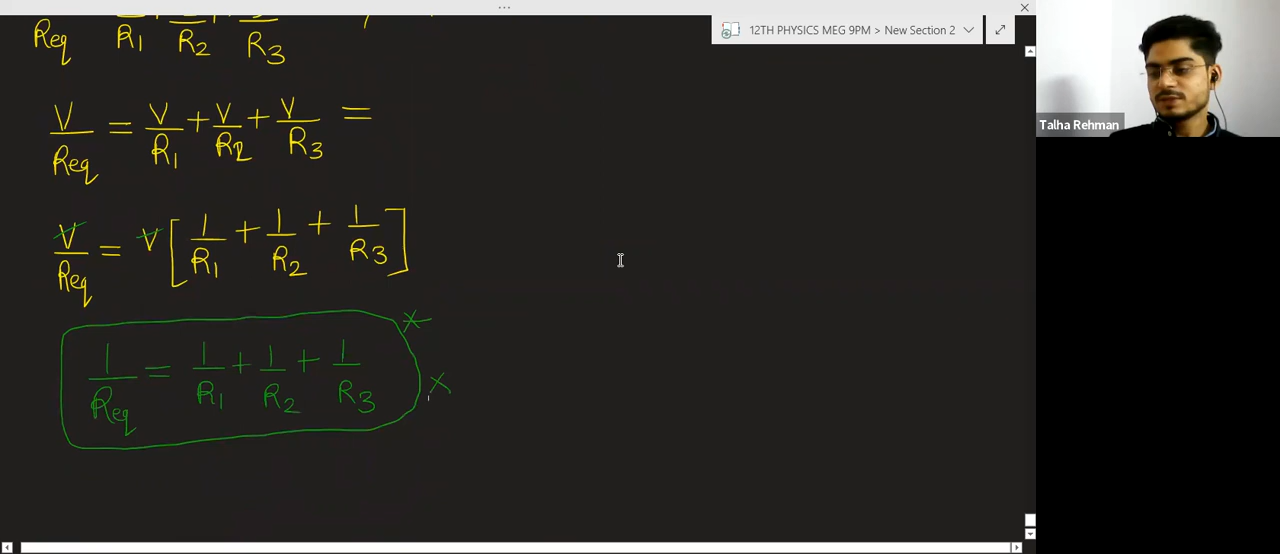 ...
12TH PHYSICS MEG 9PM > New Section 2
Talha Rehman
Req R1 R2 R3
V/Req = V/R1 + V/R2 + V/R3 =
V/Req = V[1/R1 + 1/R2 + 1/R3]
1/Req = 1/R1 + 1/R2 + 1/R3